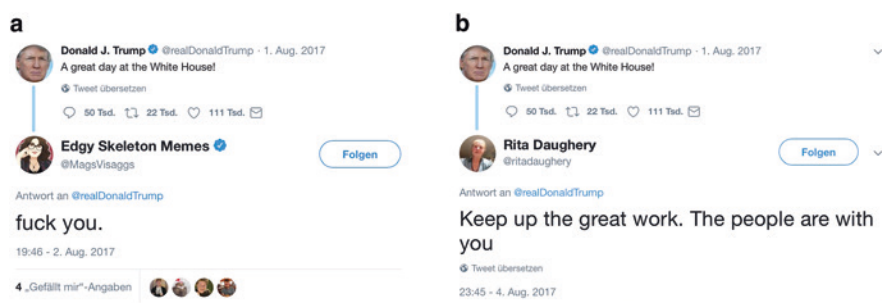 a
Donald J. Trump @realDonaldTrump · 1. Aug. 2017
A great day at the White House!
Tweet übersetzen
50 Tsd. 22 Tsd. 111 Tsd.
Edgy Skeleton Memes
@MagsVisaggs
Folgen
Antwort an @realDonaldTrump
fuck you.
19:46 - 2. Aug. 2017
4 „Gefällt mir"-Angaben
b
Donald J. Trump @realDonaldTrump · 1. Aug. 2017
A great day at the White House!
Tweet übersetzen
50 Tsd. 22 Tsd. 111 Tsd.
Rita Daughery
@ritadaughery
Folgen
Antwort an @realDonaldTrump
Keep up the great work. The people are with
you
Tweet übersetzen
23:45 - 4. Aug. 2017